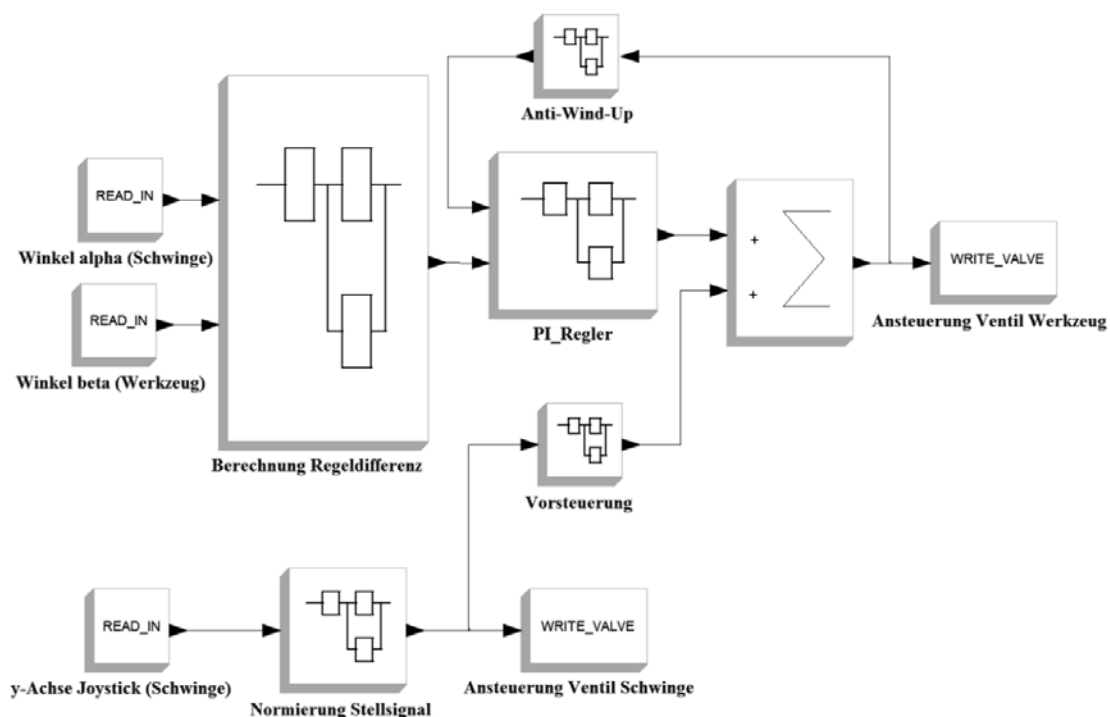 Anti-Wind-Up
READ_IN
Winkel alpha (Schwinge)
READ_IN
Winkel beta (Werkzeug)
Berechnung Regeldifferenz
PI_Regler
+
+
WRITE_VALVE
Ansteuerung Ventil Werkzeug
Vorsteuerung
READ_IN
y-Achse Joystick (Schwinge)
Normierung Stellsignal
WRITE_VALVE
Ansteuerung Ventil Schwinge